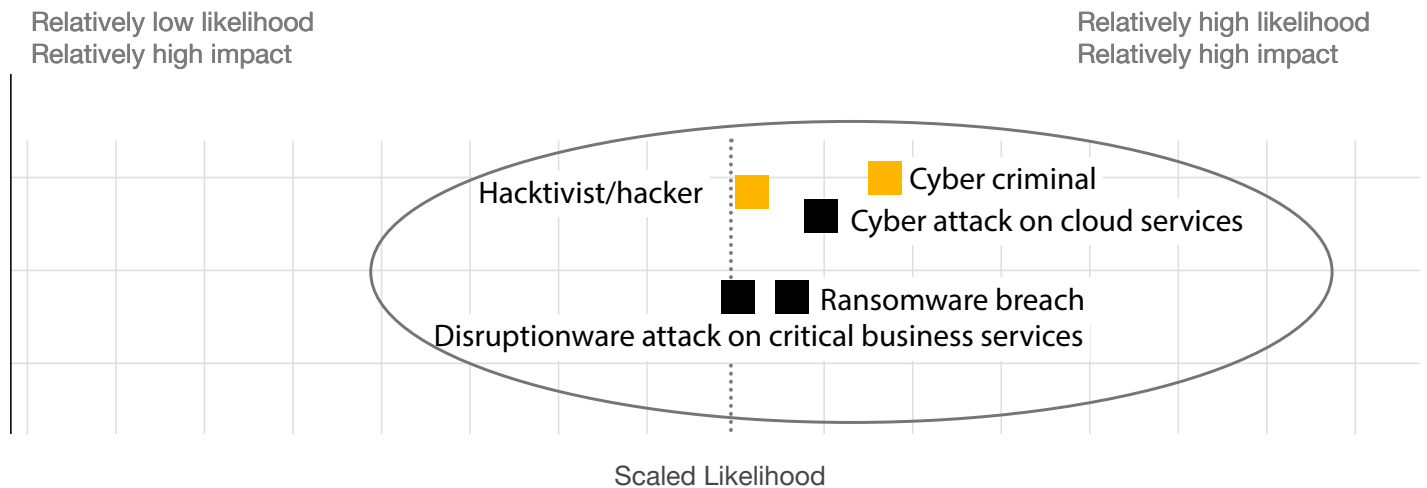 Relatively low likelihood
Relatively high impact
Relatively high likelihood
Relatively high impact
Hacktivist/hacker
Cyber criminal
Cyber attack on cloud services
Ransomware breach
Disruptionware attack on critical business services
Scaled Likelihood